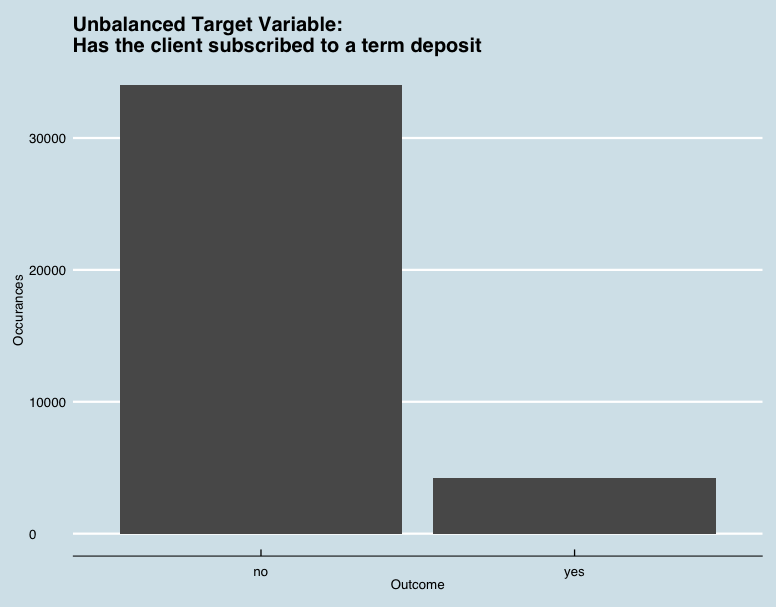 Unbalanced Target Variable:
Has the client subscribed to a term deposit
30000
20000
10000
0
Occurances
no
yes
Outcome